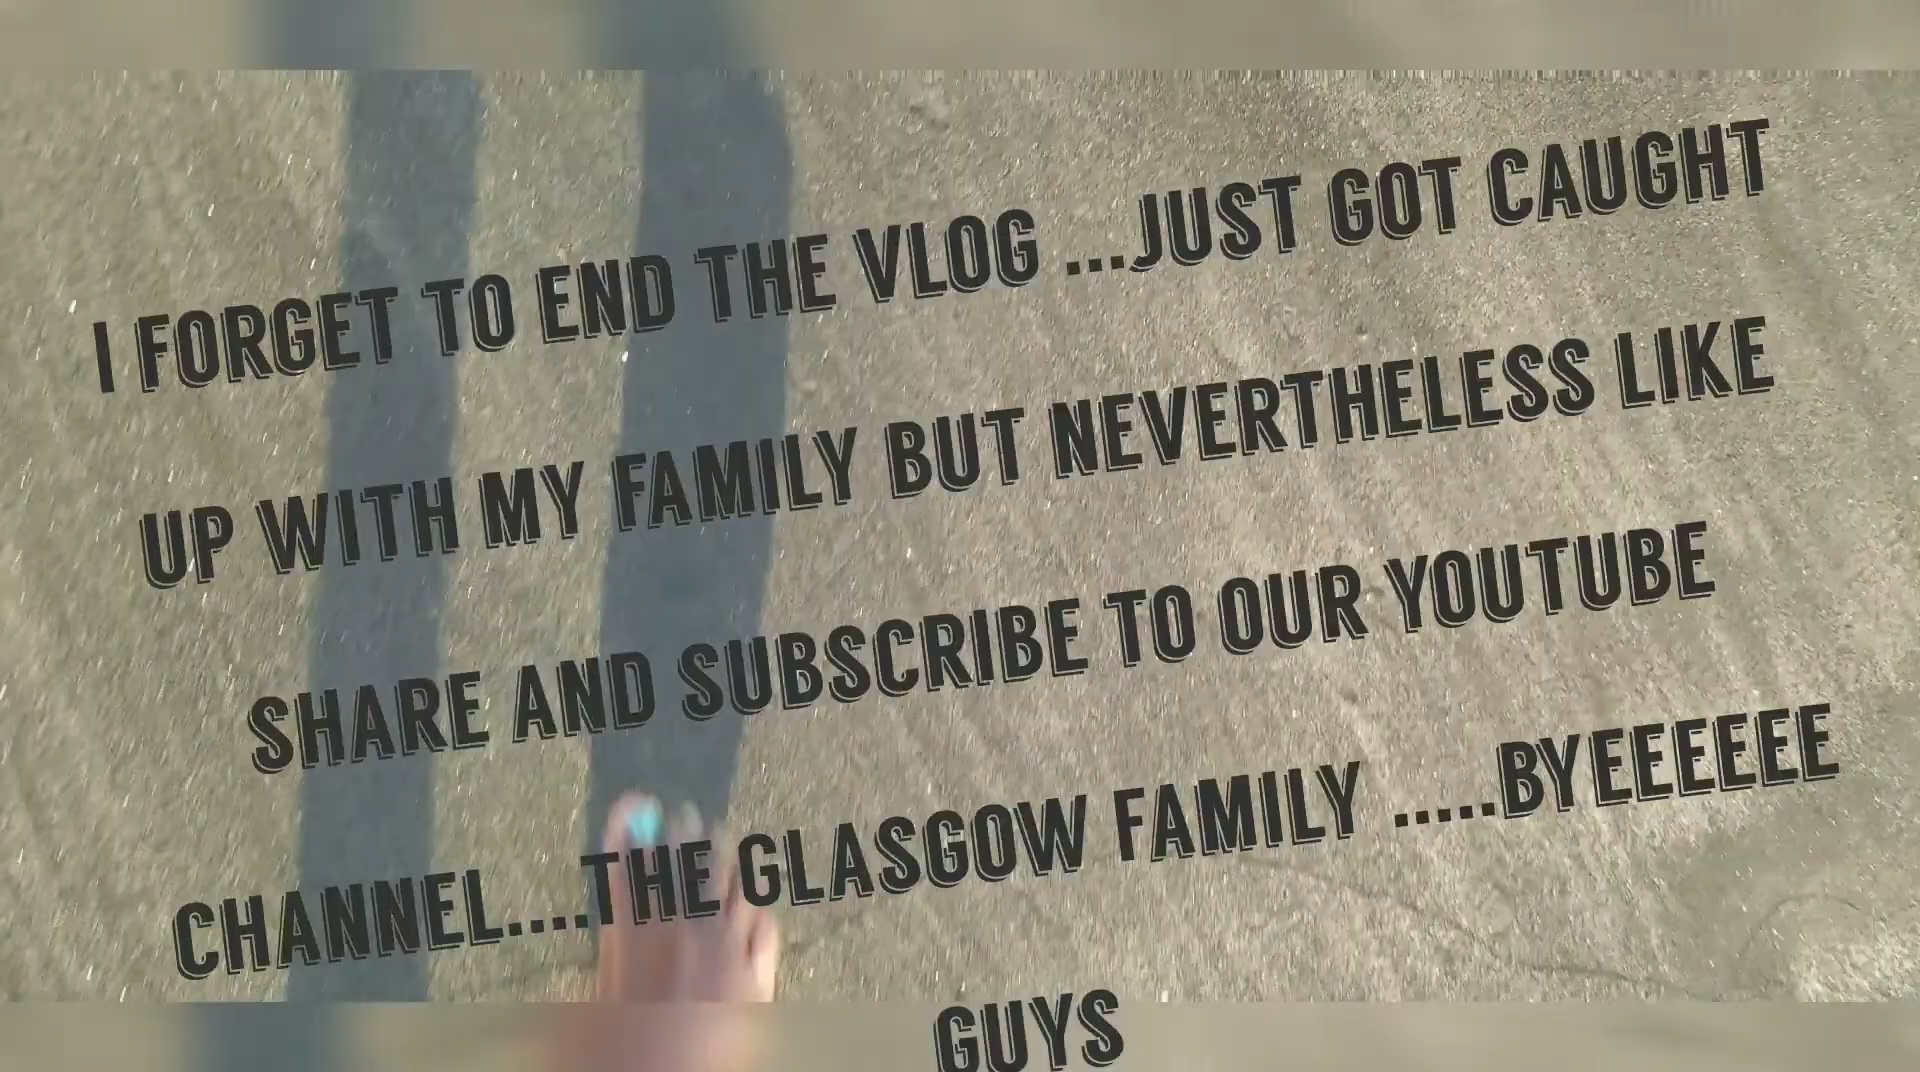 I FORGET TO END THE VLOG ...JUST GOT CAUGHT
UP WITH MY FAMILY BUT NEVERTHELESS LIKE
SHARE AND SUBSCRIBE TO OUR YOUTUBE
CHANNEL....THE GLASGOW FAMILY .....BYEEEEEE
GUYS